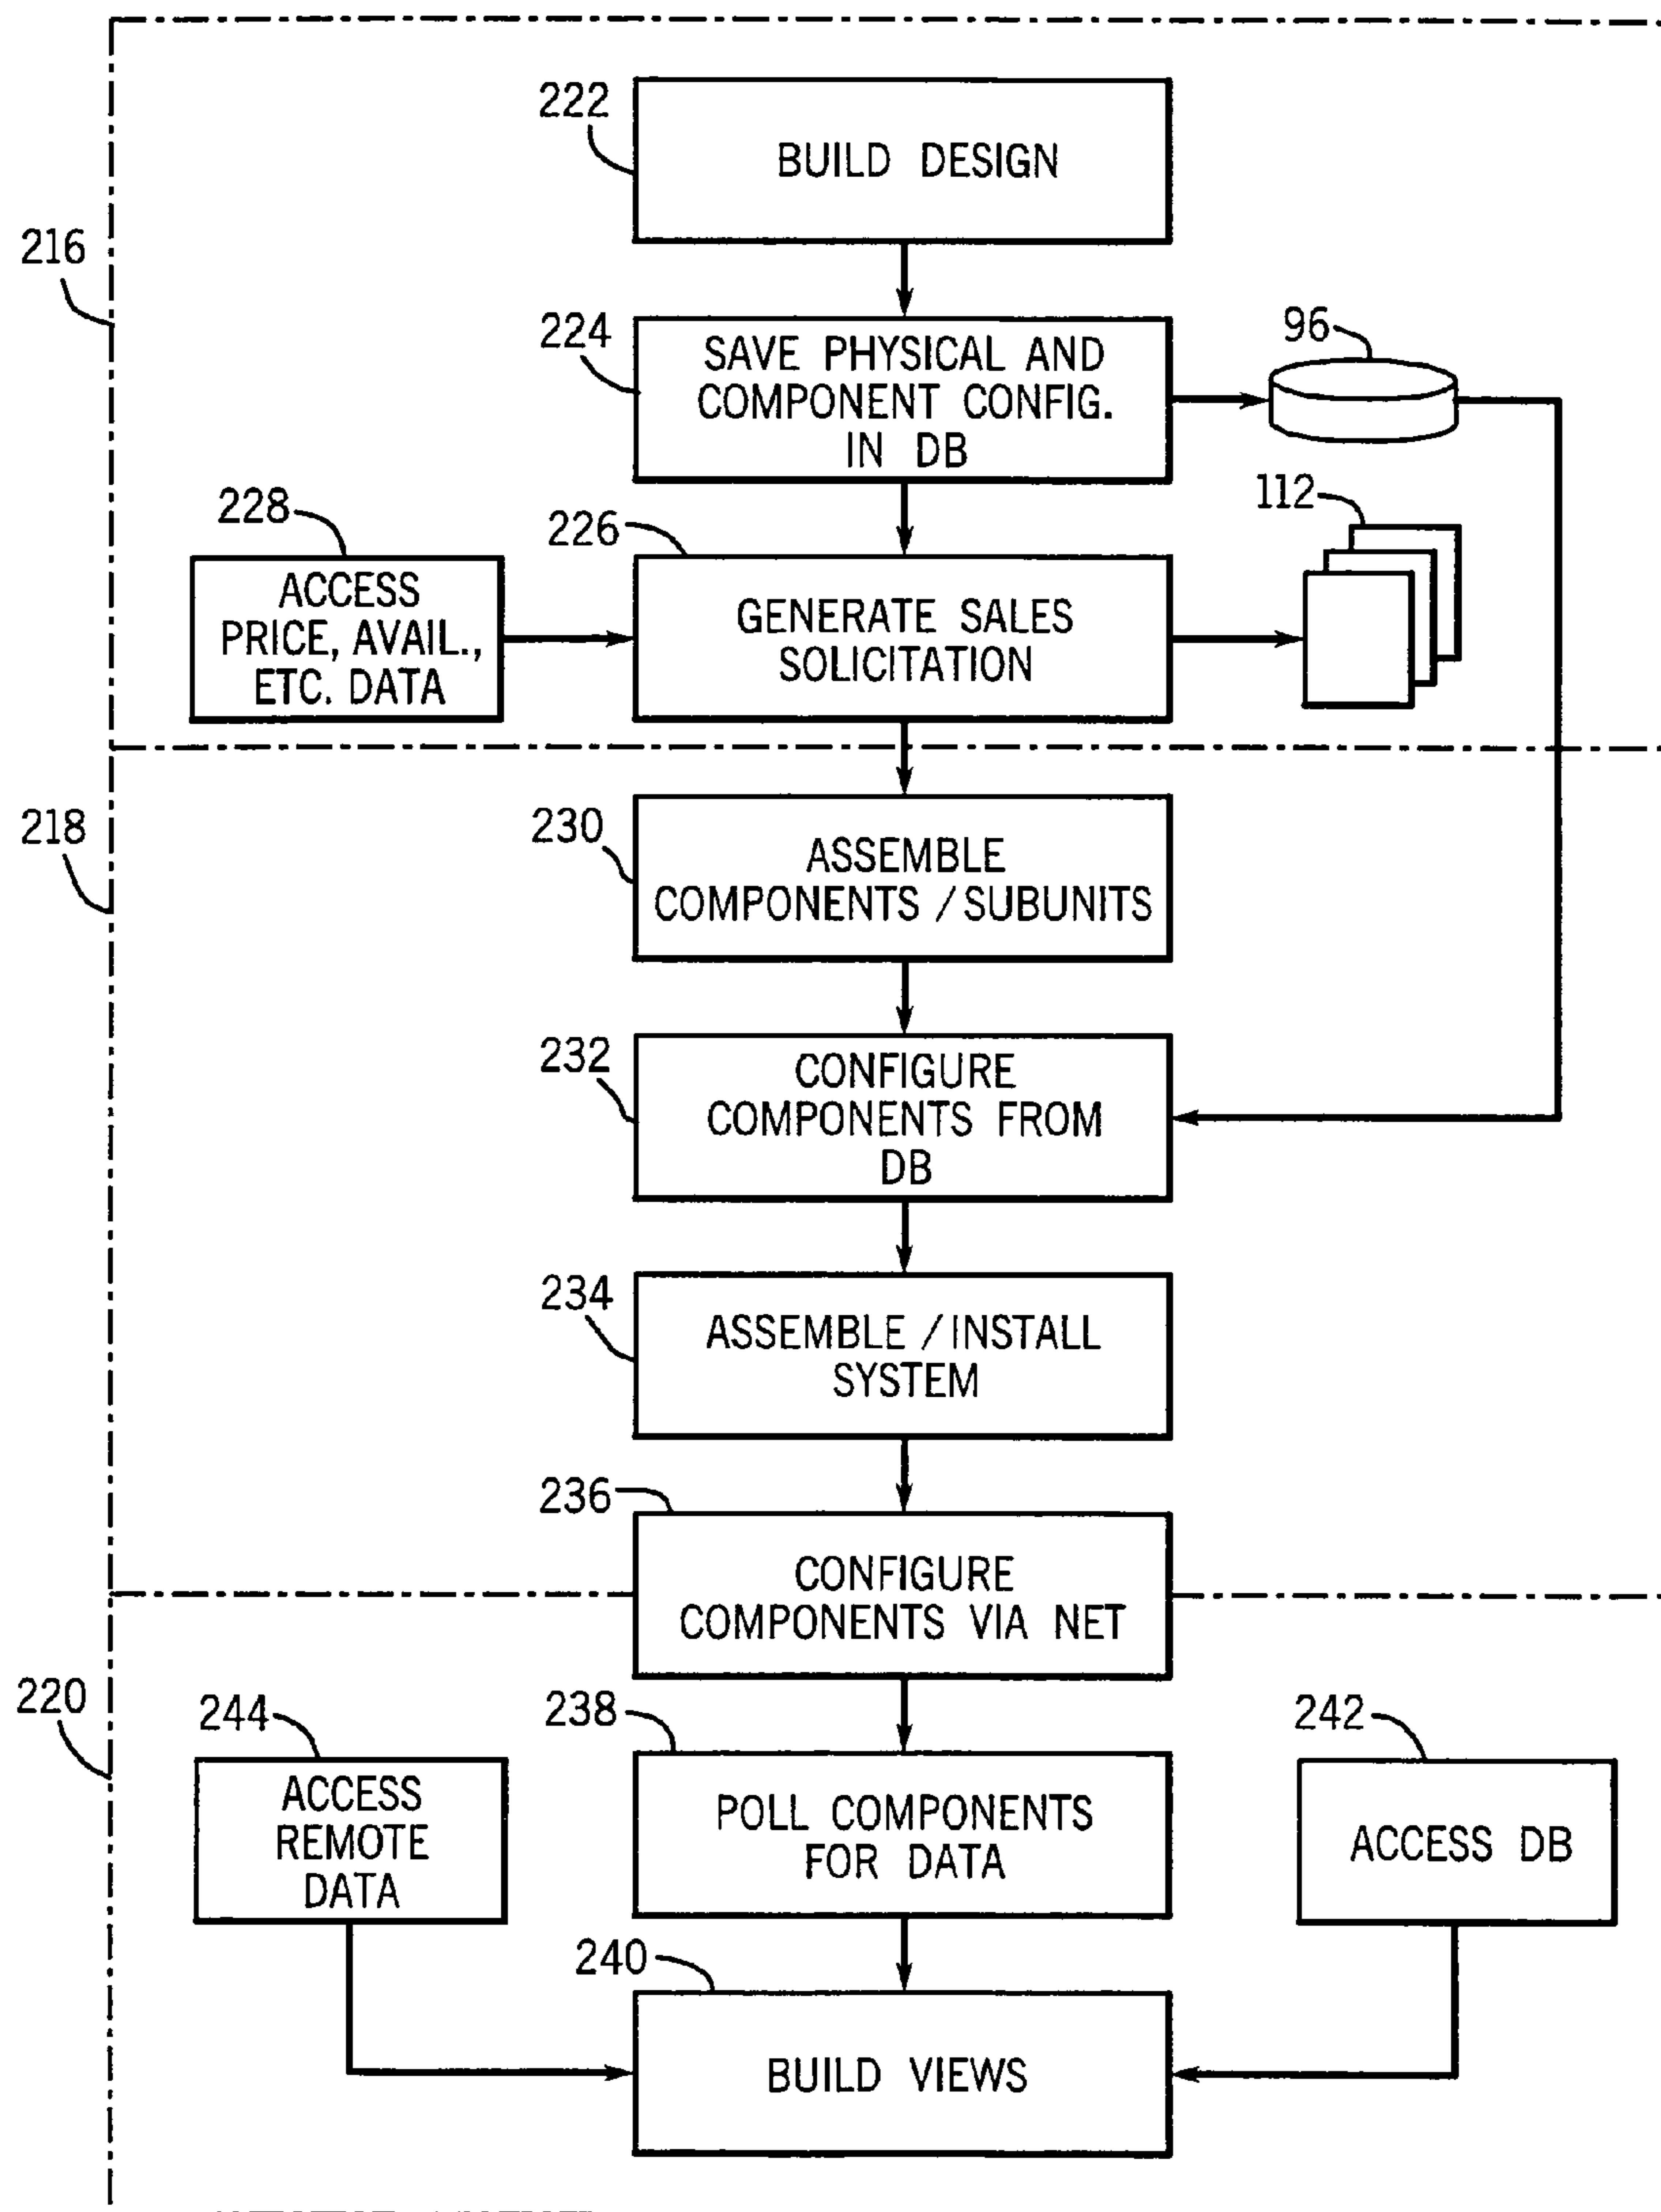 222
BUILD DESIGN
216
224
SAVE PHYSICAL AND
COMPONENT CONFIG.
IN DB
96
228
ACCESS
PRICE, AVAIL.,
ETC. DATA
226
GENERATE SALES
SOLICITATION
112
218
230
ASSEMBLE
COMPONENTS / SUBUNITS
232
CONFIGURE
COMPONENTS FROM
DB
234
ASSEMBLE / INSTALL
SYSTEM
236
CONFIGURE
COMPONENTS VIA NET
220
244
ACCESS
REMOTE
DATA
238
POLL COMPONENTS
FOR DATA
242
ACCESS DB
240
BUILD VIEWS